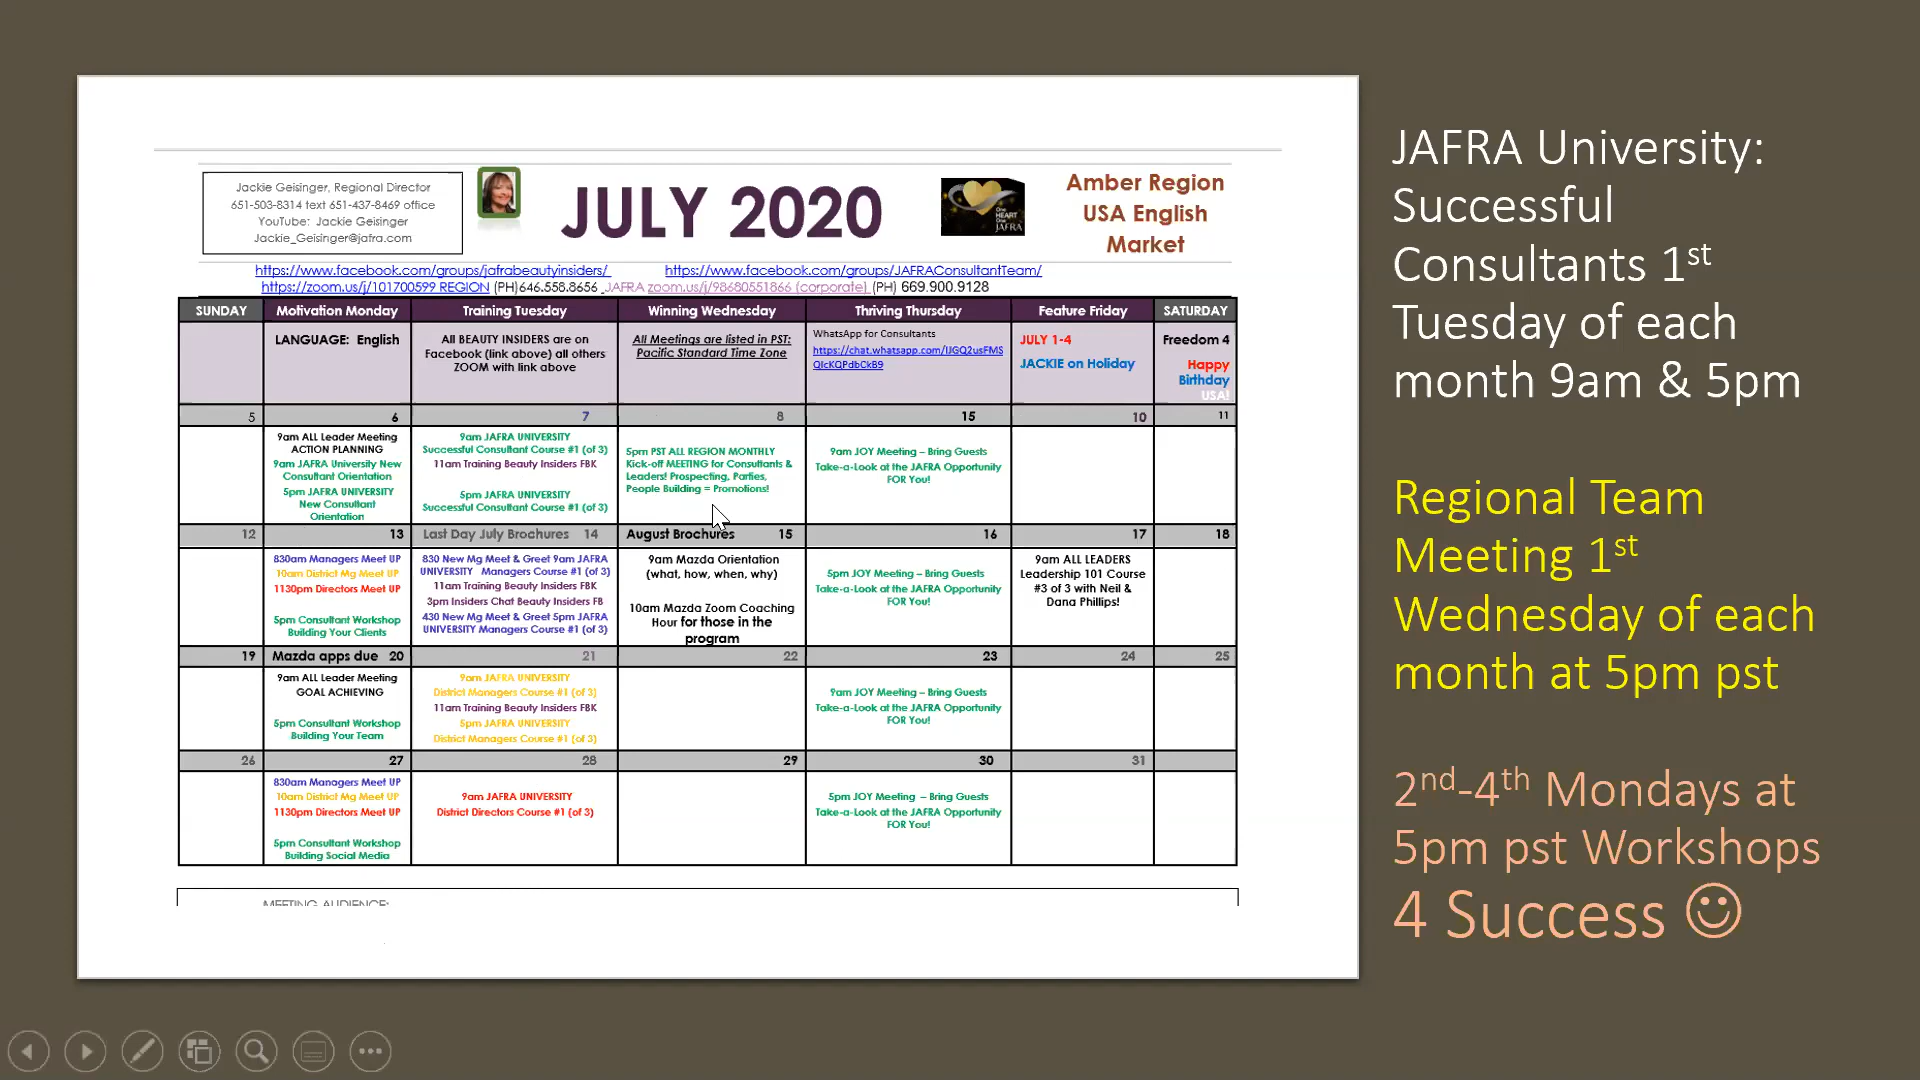 Jackie Geisinger, Regional Director
651-503-8314 text 651-437-8469 office
YouTube: Jackie Geisinger
Jackie_Geisinger@jafra.com
JULY 2020
One
HEART
One
JAFRA
Amber Region
USA English
Market
https://www.facebook.com/groups/jafrabeautyinsiders/ https://www.facebook.com/groups/JAFRAConsultantTeam/
https://zoom.us/j/101700599 REGION (PH)646.558.8656 JAFRA zoom.us/j/98680551866 (corporate) (PH) 669.900.9128
SUNDAY Motivation Monday Training Tuesday Winning Wednesday Thriving Thursday Feature Friday SATURDAY
LANGUAGE: English
All BEAUTY INSIDERS are on
Facebook (link above) all others
ZOOM with link above
All Meetings are listed in PST:
Pacific Standard Time Zone
WhatsApp for Consultants
https://chat.whatsapp.com/IJGQ2usFMS
QIcKQPdbCkB9
JULY 1-4
JACKIE on Holiday
Freedom 4
Happy
Birthday
USA!
5 6 7 8 15 10 11
9am ALL Leader Meeting
ACTION PLANNING
9am JAFRA University New
Consultant Orientation
5pm JAFRA UNIVERSITY
New Consultant
Orientation
9am JAFRA UNIVERSITY
Successful Consultant Course #1 (of 3)
11am Training Beauty Insiders FBK
5pm JAFRA UNIVERSITY
Successful Consultant Course #1 (of 3)
5pm PST ALL REGION MONTHLY
Kick-off MEETING for Consultants &
Leaders! Prospecting, Parties,
People Building = Promotions!
9am JOY Meeting – Bring Guests
Take-a-Look at the JAFRA Opportunity
FOR You!
12 13 Last Day July Brochures 14 August Brochures 15 16 17 18
830am Managers Meet UP
10am District Mg Meet UP
1130pm Directors Meet UP
5pm Consultant Workshop
Building Your Clients
830 New Mg Meet & Greet 9am JAFRA
UNIVERSITY Managers Course #1 (of 3)
11am Training Beauty Insiders FBK
3pm Insiders Chat Beauty Insiders FB
430 New Mg Meet & Greet 5pm JAFRA
UNIVERSITY Managers Course #1 (of 3)
9am Mazda Orientation
(what, how, when, why)
10am Mazda Zoom Coaching
Hour for those in the
program
5pm JOY Meeting – Bring Guests
Take-a-Look at the JAFRA Opportunity
FOR You!
9am ALL LEADERS
Leadership 101 Course
#3 of 3 with Neil &
Dana Phillips!
19 Mazda apps due 20 21 22 23 24 25
9am ALL Leader Meeting
GOAL ACHIEVING
5pm Consultant Workshop
Building Your Team
9am JAFRA UNIVERSITY
District Managers Course #1 (of 3)
11am Training Beauty Insiders FBK
5pm JAFRA UNIVERSITY
District Managers Course #1 (of 3)
9am JOY Meeting – Bring Guests
Take-a-Look at the JAFRA Opportunity
FOR You!
26 27 28 29 30 31
830am Managers Meet UP
10am District Mg Meet UP
1130pm Directors Meet UP
5pm Consultant Workshop
Building Social Media
9am JAFRA UNIVERSITY
District Directors Course #1 (of 3)
5pm JOY Meeting – Bring Guests
Take-a-Look at the JAFRA Opportunity
FOR You!
MEETING AUDIENCE:
JAFRA University:
Successful
Consultants 1st
Tuesday of each
month 9am & 5pm
Regional Team
Meeting 1st
Wednesday of each
month at 5pm pst
2nd-4th Mondays at
5pm pst Workshops
4 Success ☺